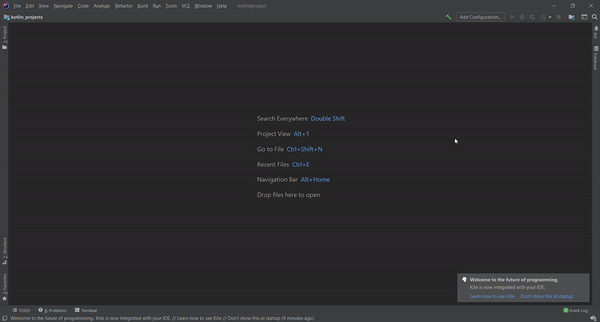 File Edit View Navigate Code Analyze Refactor Build Run Tools VCS Window Help myfirstproject
kotlin_projects
Add Configuration...
Project
Ant
Database
Search Everywhere Double Shift
Project View Alt+1
Go to File Ctrl+Shift+N
Recent Files Ctrl+E
Navigation Bar Alt+Home
Drop files here to open
Structure
Favorites
Welcome to the future of programming.
Kite is now integrated with your IDE.
Learn how to use Kite Don't show this at startup
TODO 6: Problems Terminal
Event Log
Welcome to the future of programming.: Kite is now integrated with your IDE. // Learn how to use Kite // Don't show this at startup (9 minutes ago)